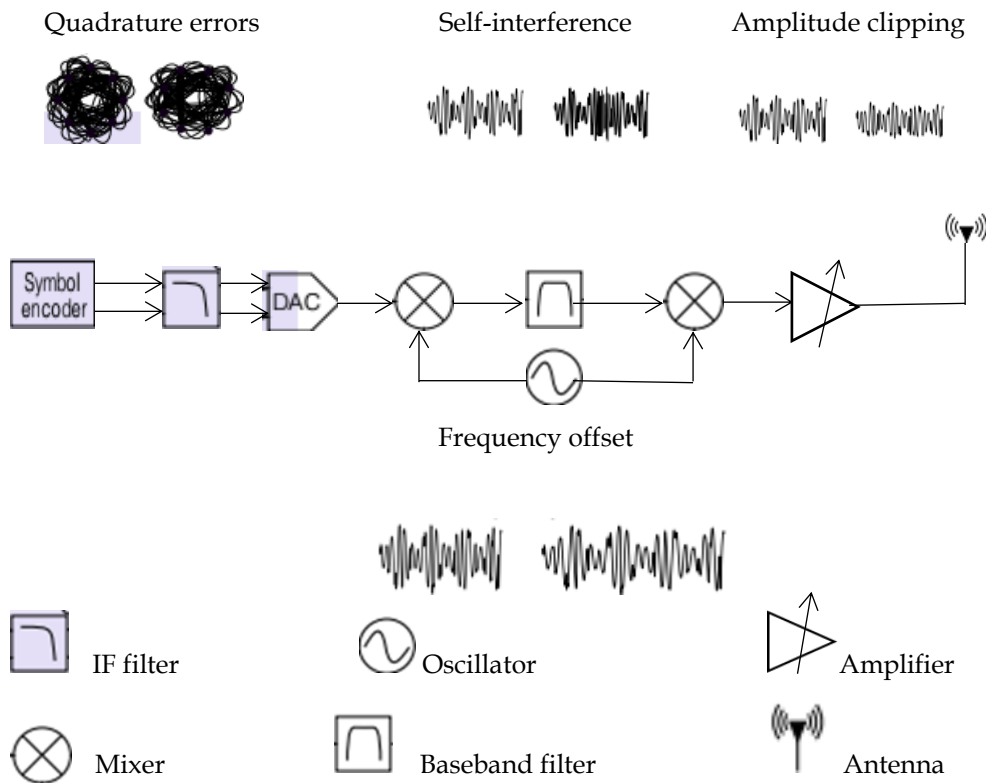 Quadrature errors
Self-interference
Amplitude clipping
Symbol
encoder
DAC
Frequency offset
IF filter
Oscillator
Amplifier
Mixer
Baseband filter
Antenna